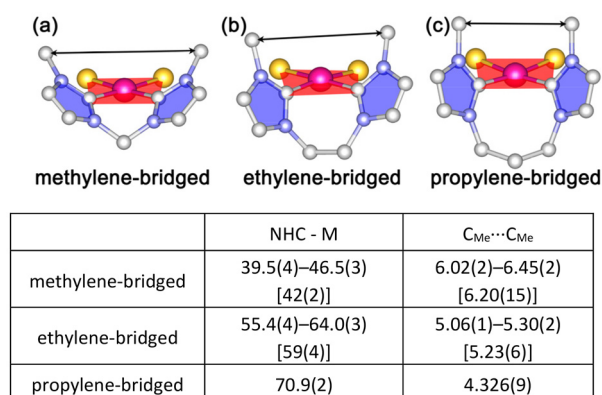 (a) (b) (c)
methylene-bridged ethylene-bridged propylene-bridged
NHC - M C_Me···C_Me
methylene-bridged 39.5(4)–46.5(3) 6.02(2)–6.45(2)
[42(2)] [6.20(15)]
ethylene-bridged 55.4(4)–64.0(3) 5.06(1)–5.30(2)
[59(4)] [5.23(6)]
propylene-bridged 70.9(2) 4.326(9)